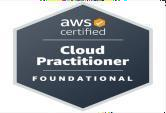 aws
certified
Cloud
Practitioner
FOUNDATIONAL